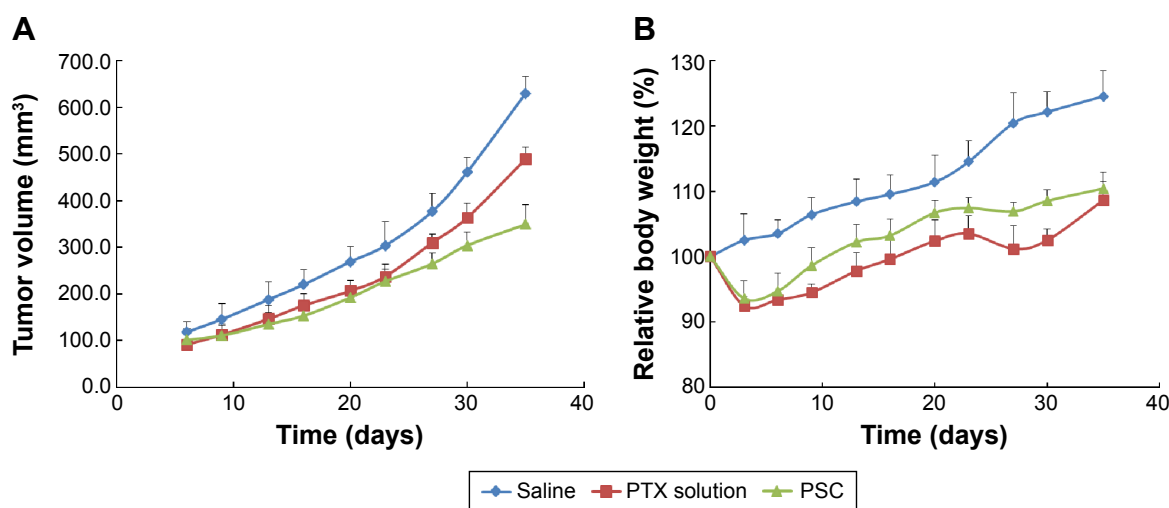 A
Tumor volume (mm³)
700.0
600.0
500.0
400.0
300.0
200.0
100.0
0.0
0 10 20 30 40
Time (days)
B
Relative body weight (%)
130
120
110
100
90
80
0 10 20 30 40
Time (days)
Saline PTX solution PSC